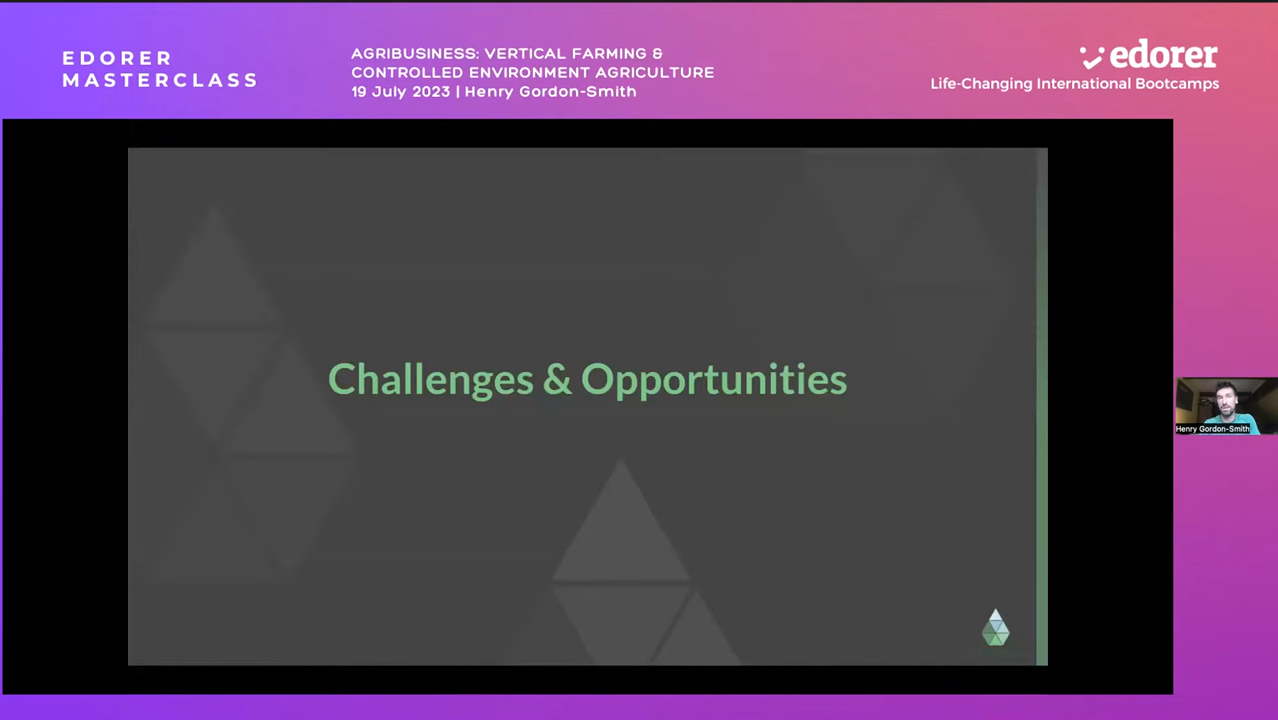 EDORER
MASTERCLASS
AGRIBUSINESS: VERTICAL FARMING &
CONTROLLED ENVIRONMENT AGRICULTURE
19 July 2023 | Henry Gordon-Smith
edorer
Life-Changing International Bootcamps
Challenges & Opportunities
Henry Gordon-Smith